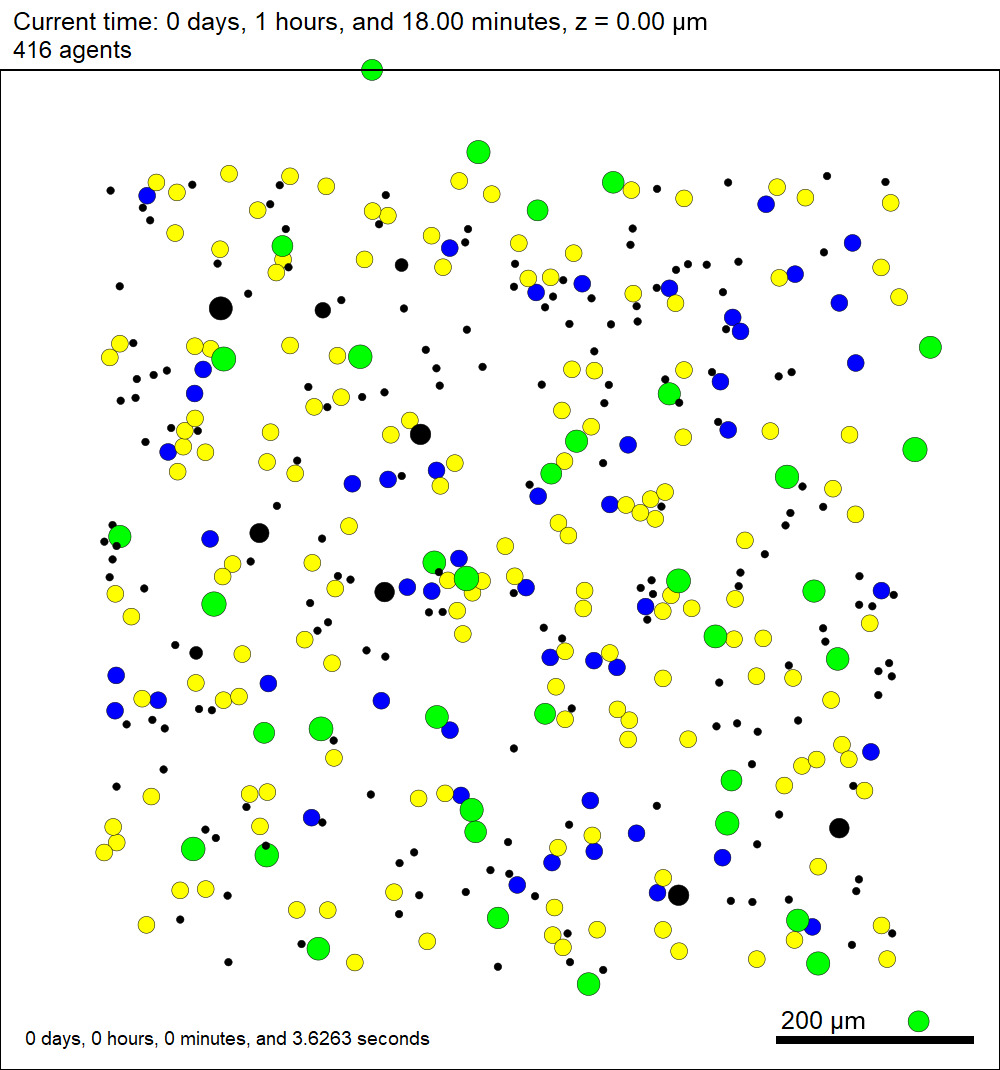 Current time: 0 days, 1 hours, and 18.00 minutes, z = 0.00 µm
416 agents
200 µm
0 days, 0 hours, 0 minutes, and 3.6263 seconds